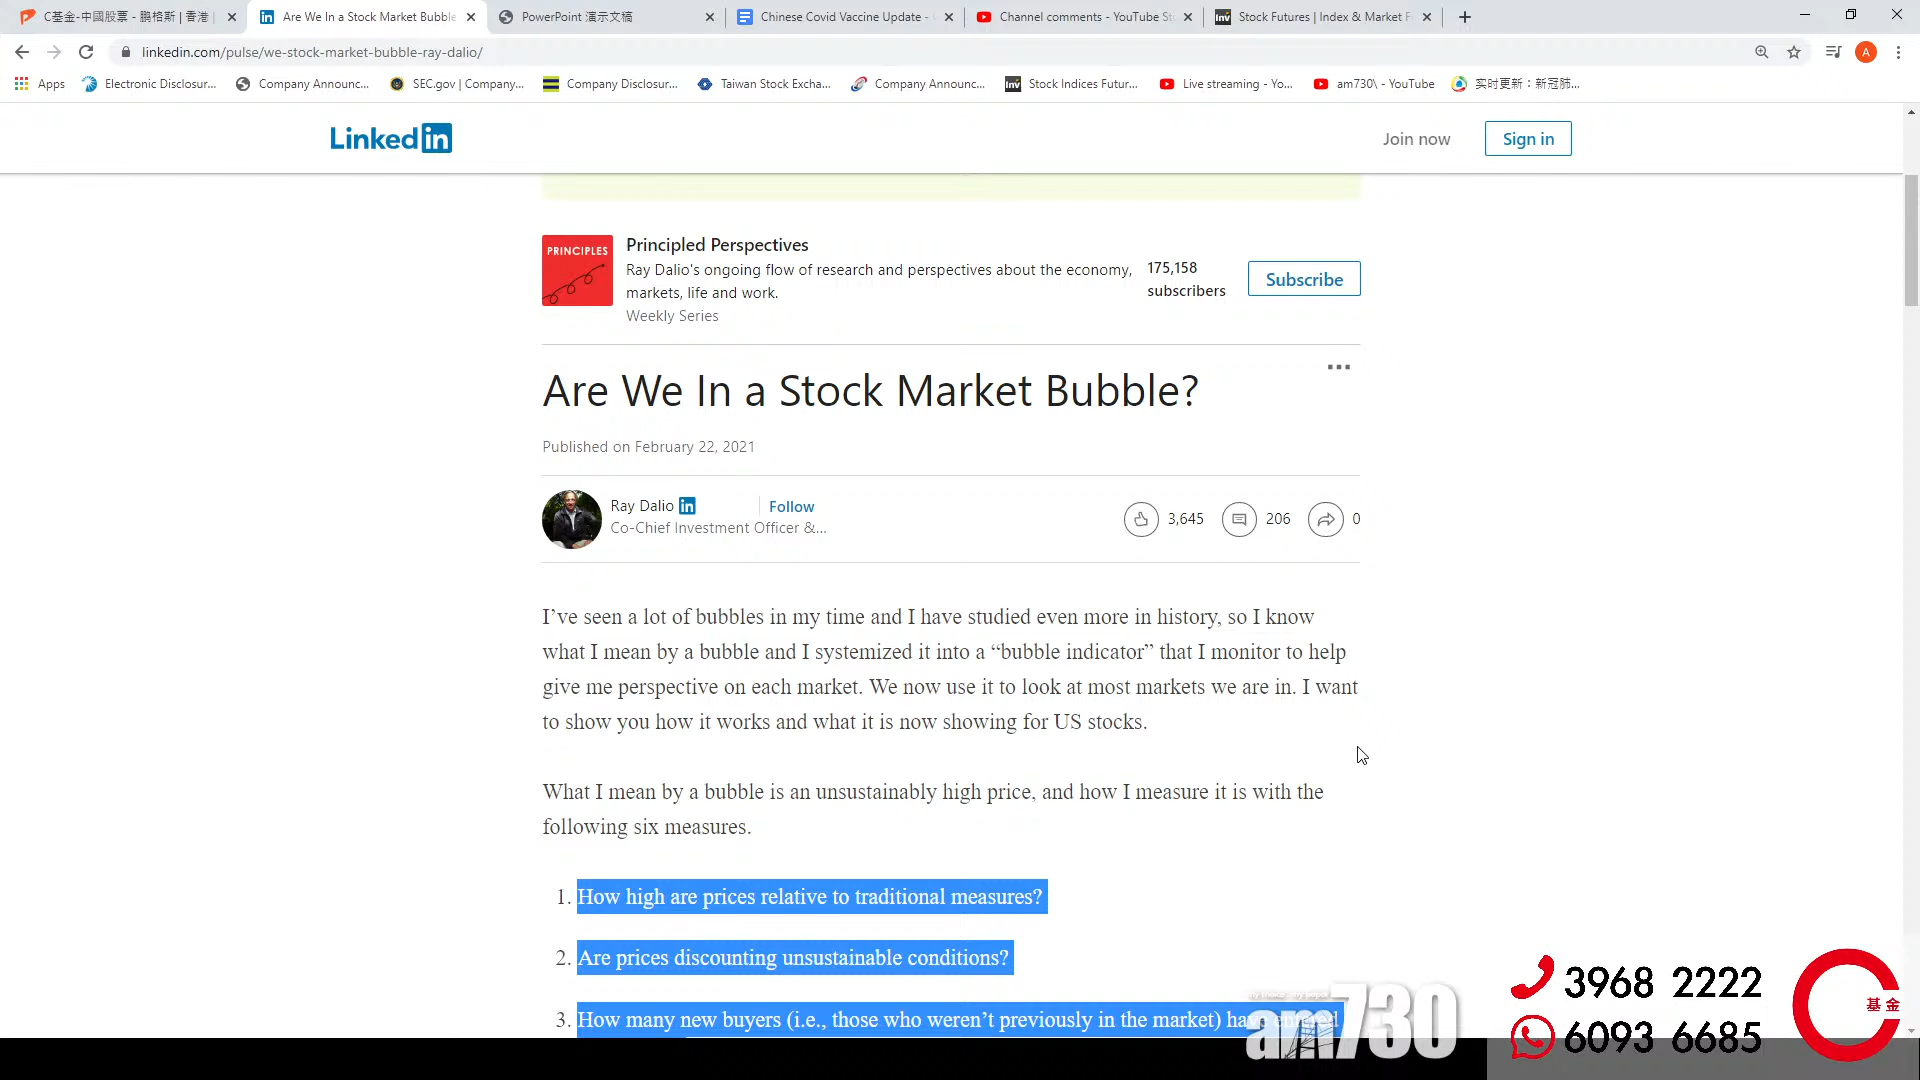 C基金-中國股票 - 鵬格斯 | 香港
Are We In a Stock Market Bubble
PowerPoint 演示文稿
Chinese Covid Vaccine Update -
Channel comments - YouTube St
Stock Futures | Index & Market F
linkedin.com/pulse/we-stock-market-bubble-ray-dalio/
A
Apps
Electronic Disclosur...
Company Announc...
SEC.gov | Company...
Company Disclosur...
Taiwan Stock Excha...
Company Announc...
Inv
Stock Indices Futur...
Live streaming - Yo...
am730\ - YouTube
实时更新：新冠肺...
Linked in
Join now
Sign in
PRINCIPLES
Principled Perspectives
Ray Dalio's ongoing flow of research and perspectives about the economy,
markets, life and work.
Weekly Series
175,158
subscribers
Subscribe
Are We In a Stock Market Bubble?
Published on February 22, 2021
Ray Dalio in
Follow
Co-Chief Investment Officer &...
3,645
206
0
I’ve seen a lot of bubbles in my time and I have studied even more in history, so I know
what I mean by a bubble and I systemized it into a “bubble indicator” that I monitor to help
give me perspective on each market. We now use it to look at most markets we are in. I want
to show you how it works and what it is now showing for US stocks.
What I mean by a bubble is an unsustainably high price, and how I measure it is with the
following six measures.
1. How high are prices relative to traditional measures?
2. Are prices discounting unsustainable conditions?
3. How many new buyers (i.e., those who weren’t previously in the market) have entered
am730
3968 2222
6093 6685
C
基金